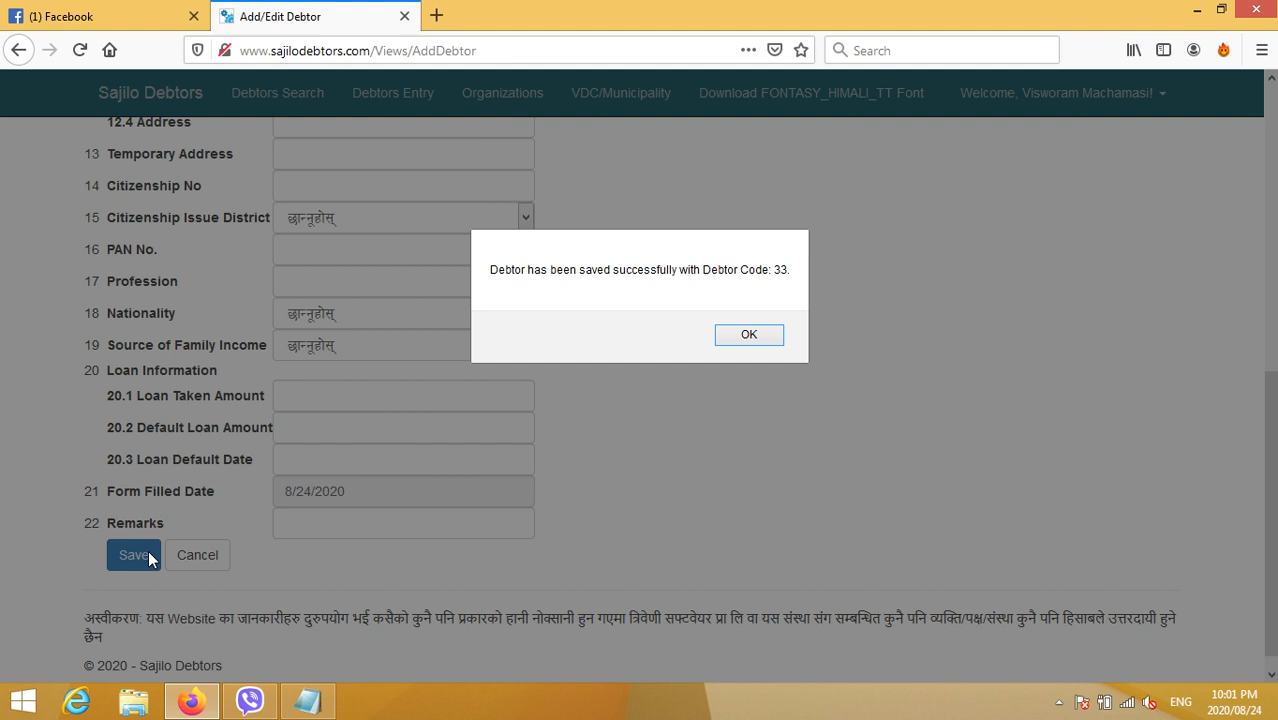 (1) Facebook
Add/Edit Debtor
www.sajilodebtors.com/Views/AddDebtor
Search
Sajilo Debtors
Debtors Search
Debtors Entry
Organizations
VDC/Municipality
Download FONTASY_HIMALI_TT Font
Welcome, Visworam Machamasi!
12.4 Address
13 Temporary Address
14 Citizenship No
15 Citizenship Issue District छान्नूहोस्
16 PAN No.
17 Profession
18 Nationality छान्नूहोस्
19 Source of Family Income छान्नूहोस्
20 Loan Information
20.1 Loan Taken Amount
20.2 Default Loan Amount
20.3 Loan Default Date
21 Form Filled Date 8/24/2020
22 Remarks
Save Cancel
Debtor has been saved successfully with Debtor Code: 33.
OK
अस्वीकरण: यस Website का जानकारीहरु दुरुपयोग भई कसैको कुनै पनि प्रकारको हानी नोक्सानी हुन गएमा त्रिवेणी सफ्टवेयर प्रा लि वा यस संस्था संग सम्बन्धित कुनै पनि व्यक्ति/पक्ष/संस्था कुनै पनि हिसाबले उत्तरदायी हुने
छैन
© 2020 - Sajilo Debtors
ENG
10:01 PM
2020/08/24